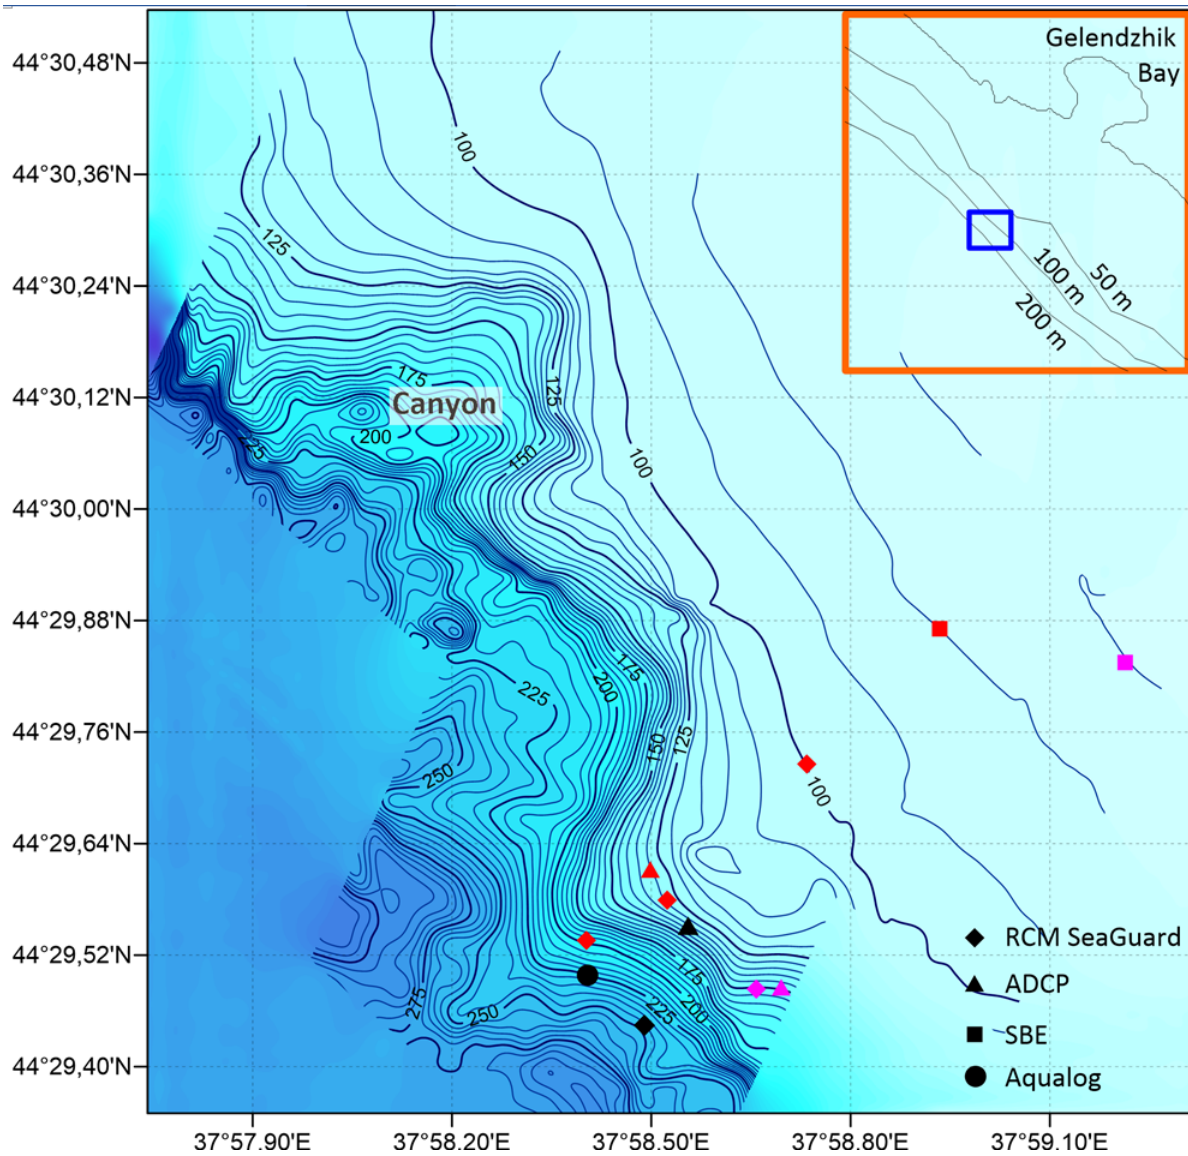 Gelendzhik
Bay
50 m
100 m
200 m
44°30,48'N
44°30,36'N
44°30,24'N
44°30,12'N
44°30,00'N
44°29,88'N
44°29,76'N
44°29,64'N
44°29,52'N
44°29,40'N
100
125
175
125
Canyon
200
225
150
100
175
200
225
150
125
250
100
175
200
225
250
275
RCM SeaGuard
ADCP
SBE
Aqualog
37°57.90'E
37°58.20'E
37°58.50'E
37°58.80'E
37°59.10'E